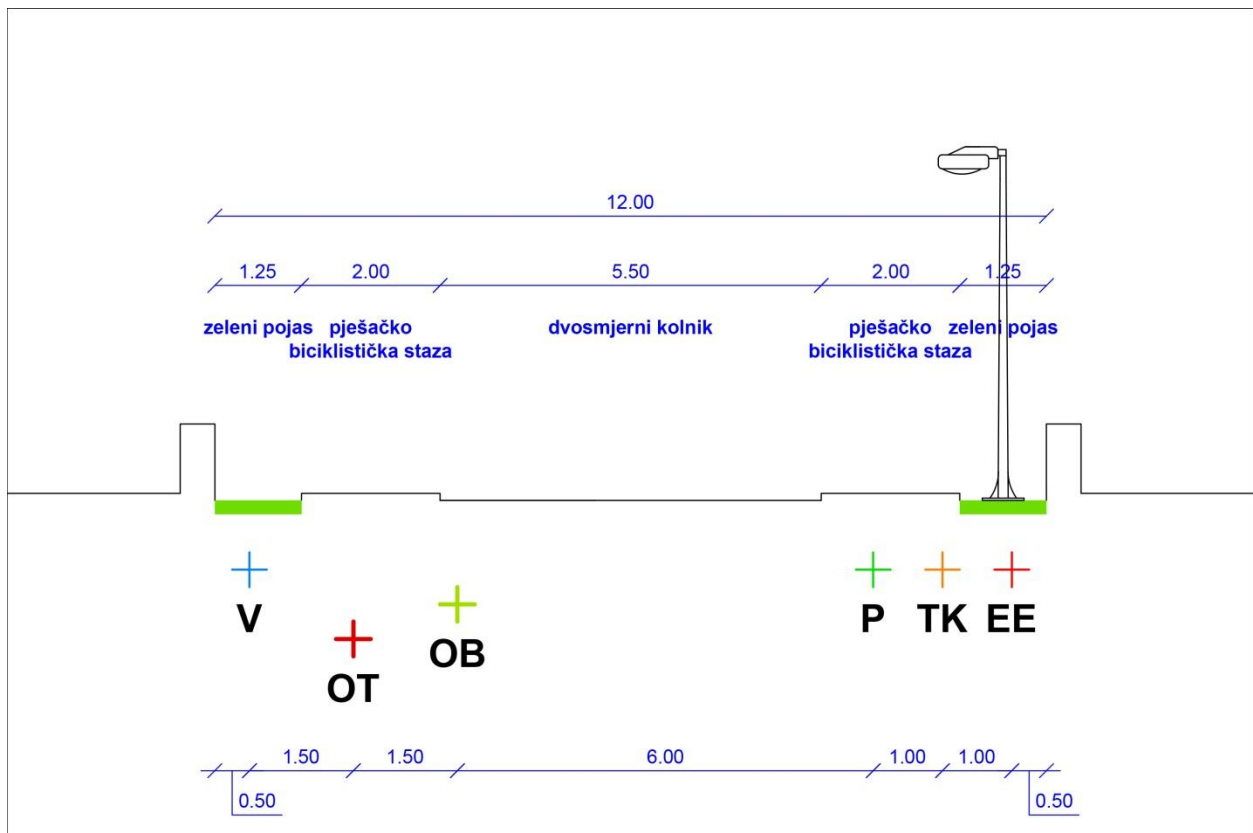 12.00
1.25 2.00 5.50 2.00 1.25
zeleni pojas pješačko dvosmjerni kolnik pješačko zeleni pojas
biciklistička staza biciklistička staza
V OT OB P TK EE
1.50 1.50 6.00 1.00 1.00
0.50 0.50